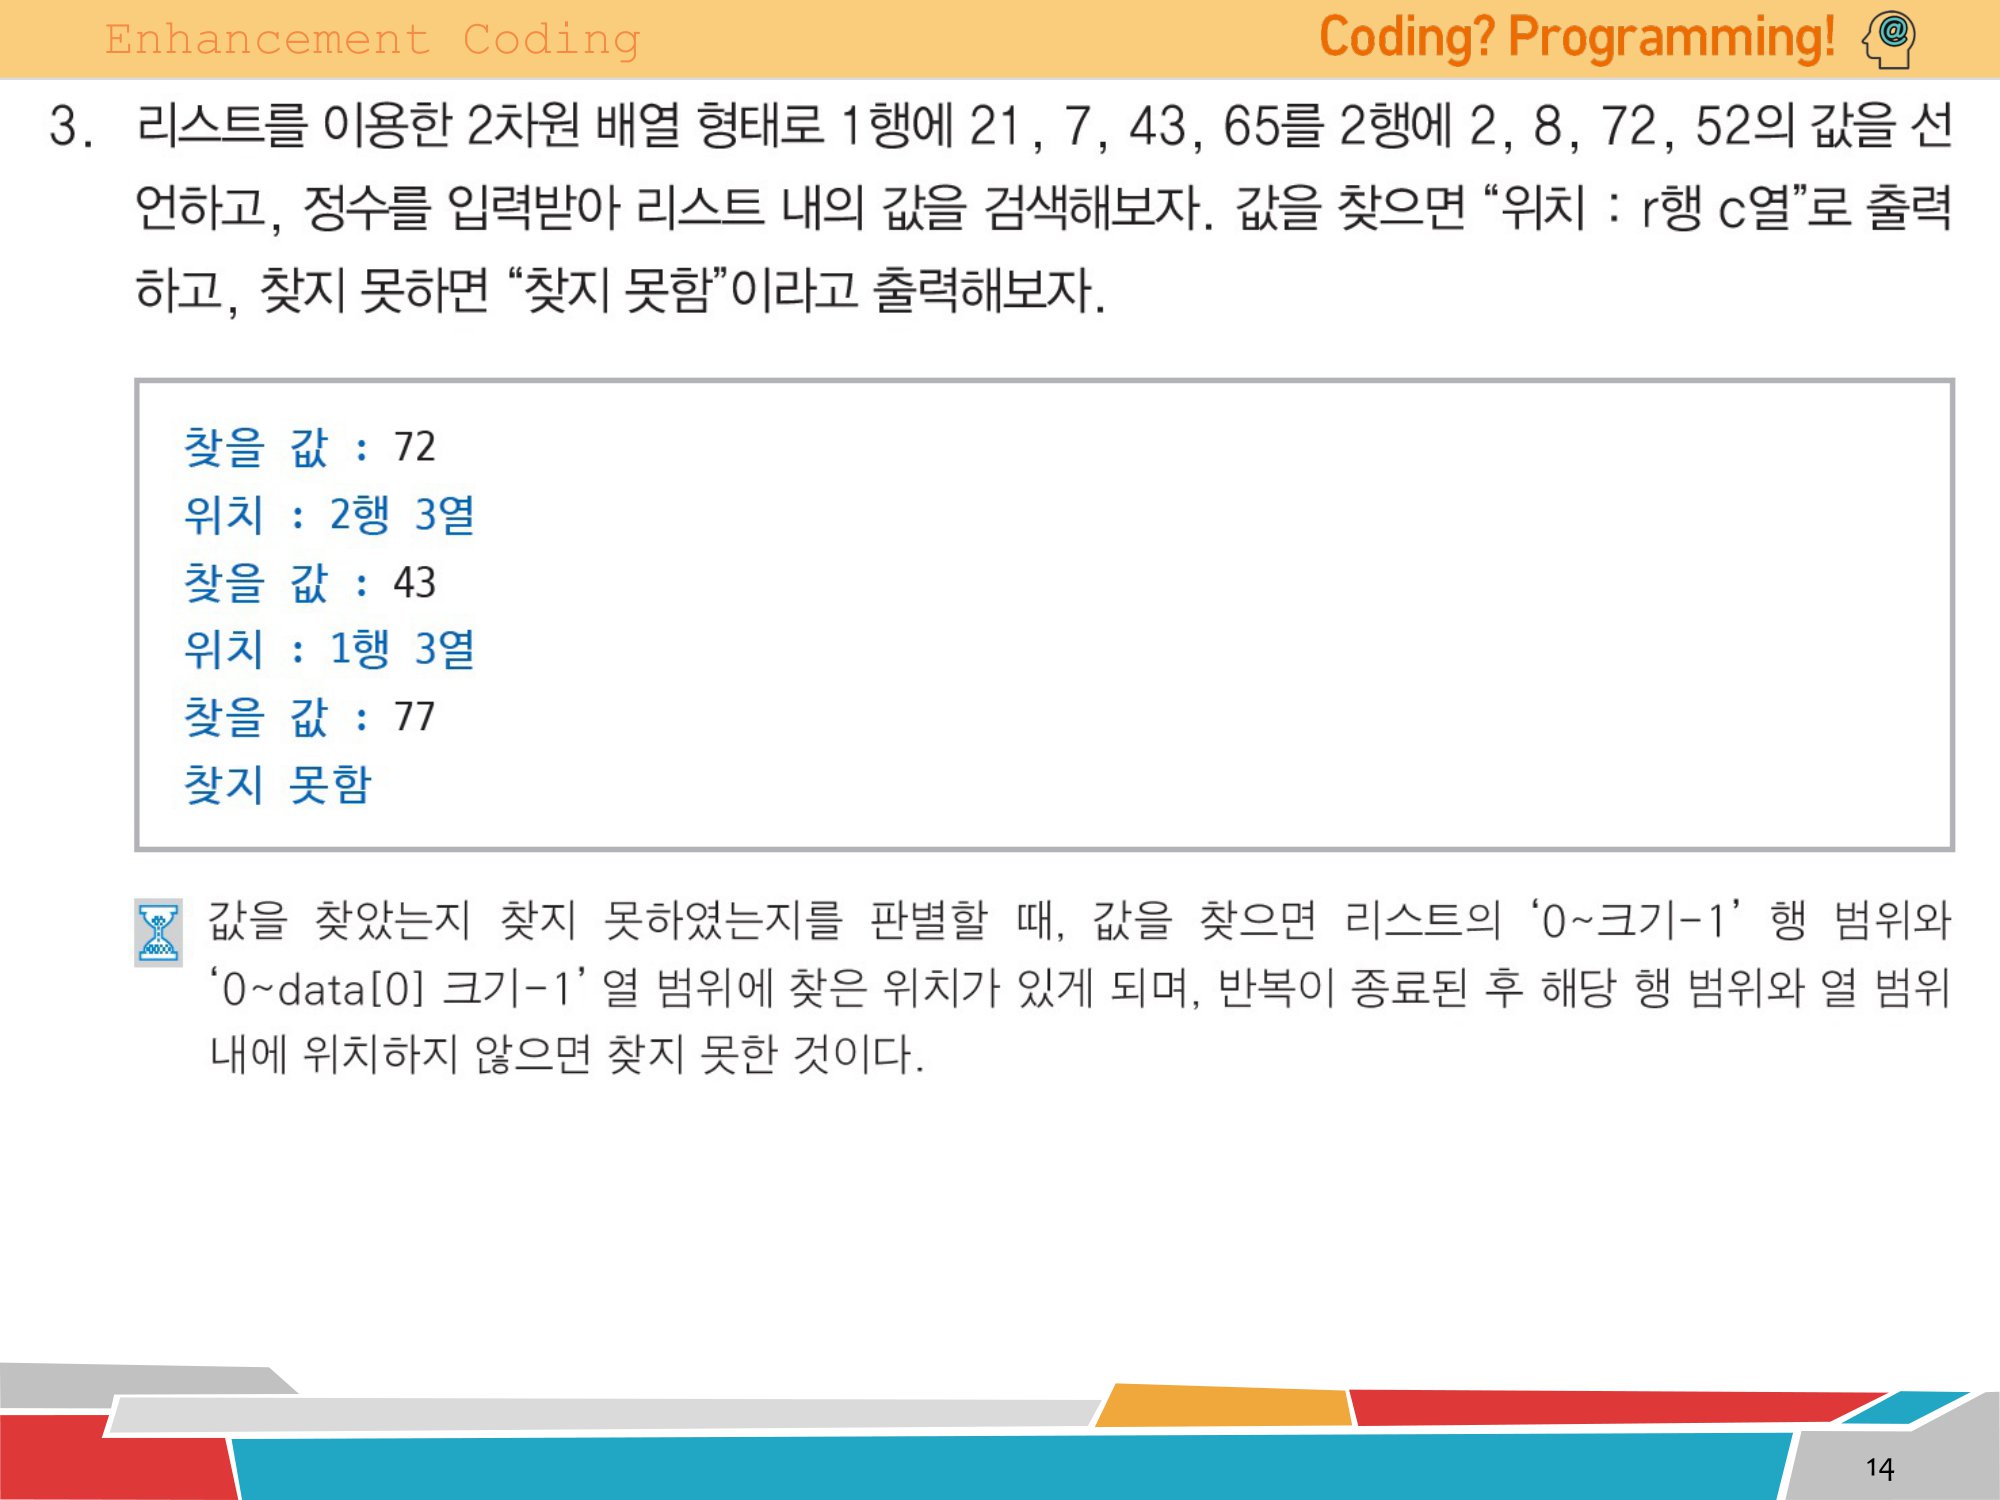 Enhancement Coding
Coding? Programming!
@
3. 리스트를 이용한 2차원 배열 형태로 1행에 21, 7, 43, 65를 2행에 2, 8, 72, 52의 값을 선
언하고, 정수를 입력받아 리스트 내의 값을 검색해보자. 값을 찾으면 “위치 : r행 c열”로 출력
하고, 찾지 못하면 “찾지 못함”이라고 출력해보자.
찾을 값 : 72
위치 : 2행 3열
찾을 값 : 43
위치 : 1행 3열
찾을 값 : 77
찾지 못함
값을 찾았는지 찾지 못하였는지를 판별할 때, 값을 찾으면 리스트의 ‘0~크기-1’ 행 범위와
‘0~data[0] 크기-1’ 열 범위에 찾은 위치가 있게 되며, 반복이 종료된 후 해당 행 범위와 열 범위
내에 위치하지 않으면 찾지 못한 것이다.
14